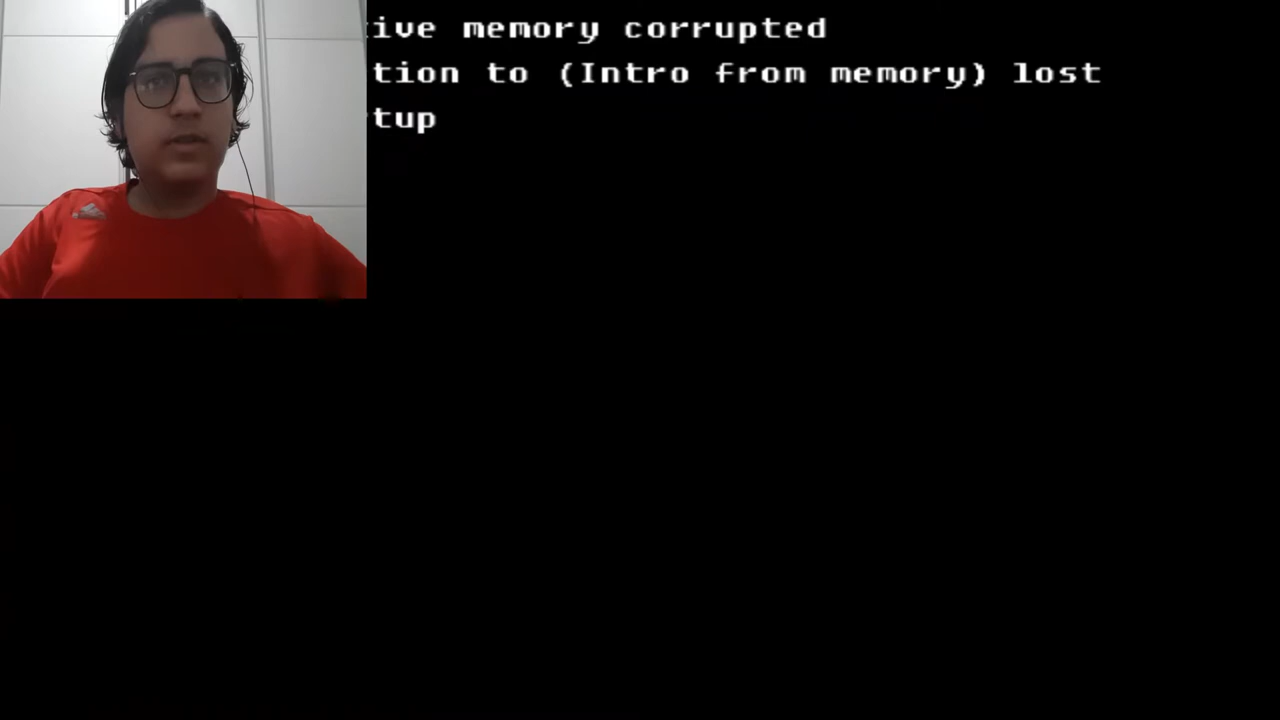 ive memory corrupted
tion to (Intro from memory) lost
tup